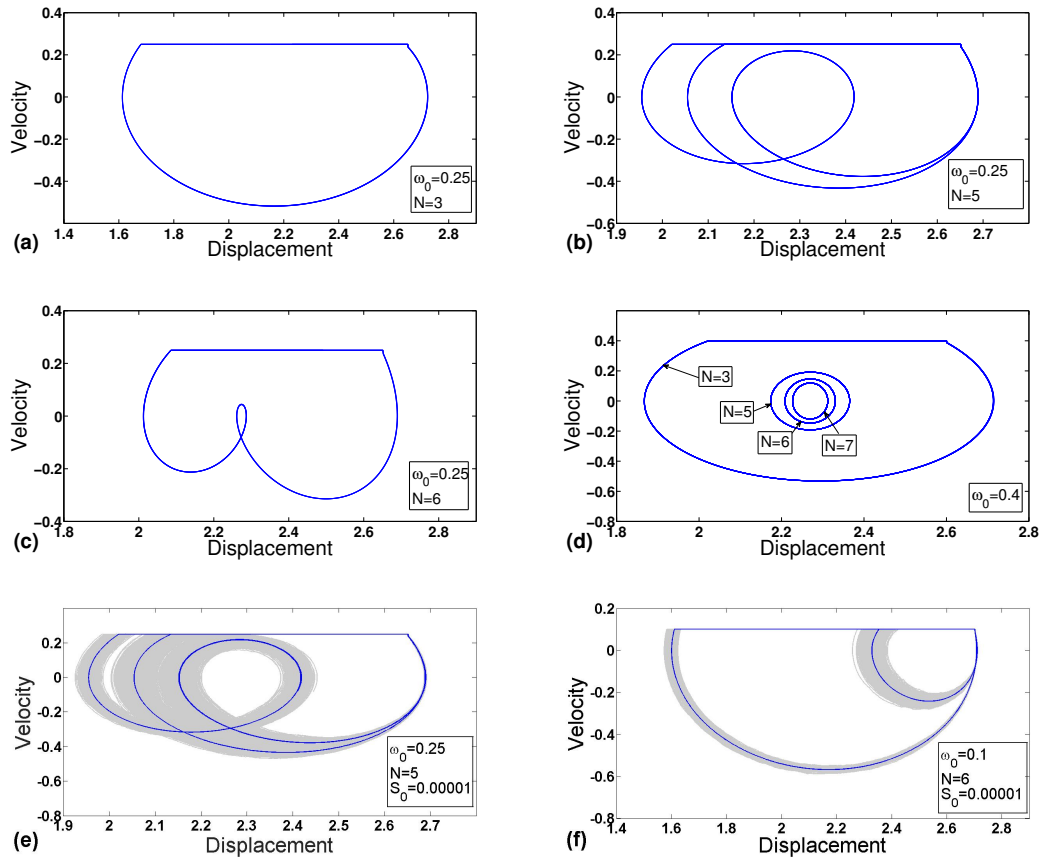 0.4
0.2
0
−0.2
−0.4
−0.6
1.4 1.6 1.8 2 2.2 2.4 2.6 2.8
Velocity
Displacement
ω₀=0.25
N=3
(a)
0.4
0.2
0
−0.2
−0.4
−0.6
1.9 2 2.1 2.2 2.3 2.4 2.5 2.6 2.7
Velocity
Displacement
ω₀=0.25
N=5
(b)
0.4
0.2
0
−0.2
−0.4
1.8 2 2.2 2.4 2.6 2.8
Velocity
Displacement
ω₀=0.25
N=6
(c)
0.6
0.4
0.2
0
−0.2
−0.4
−0.6
−0.8
1.8 2 2.2 2.4 2.6 2.8
Velocity
Displacement
N=3
N=5
N=6
N=7
ω₀=0.4
(d)
0.2
0
-0.2
-0.4
-0.6
-0.8
1.9 2 2.1 2.2 2.3 2.4 2.5 2.6 2.7
Velocity
Displacement
ω₀=0.25
N=5
S₀=0.00001
(e)
0.2
0
-0.2
-0.4
-0.6
-0.8
1.4 1.6 1.8 2 2.2 2.4 2.6 2.8
Velocity
Displacement
ω₀=0.1
N=6
S₀=0.00001
(f)